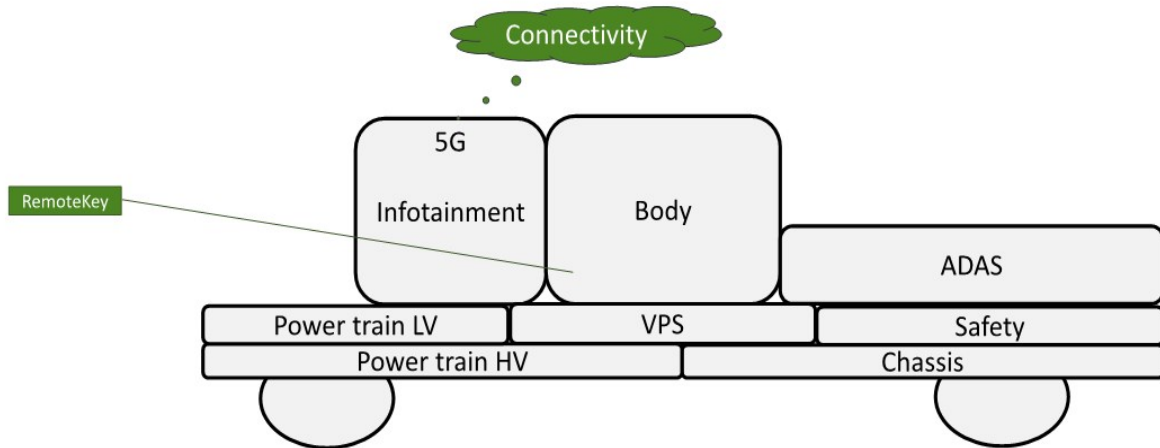 Connectivity
5G
RemoteKey
Infotainment
Body
ADAS
Power train LV
VPS
Safety
Power train HV
Chassis